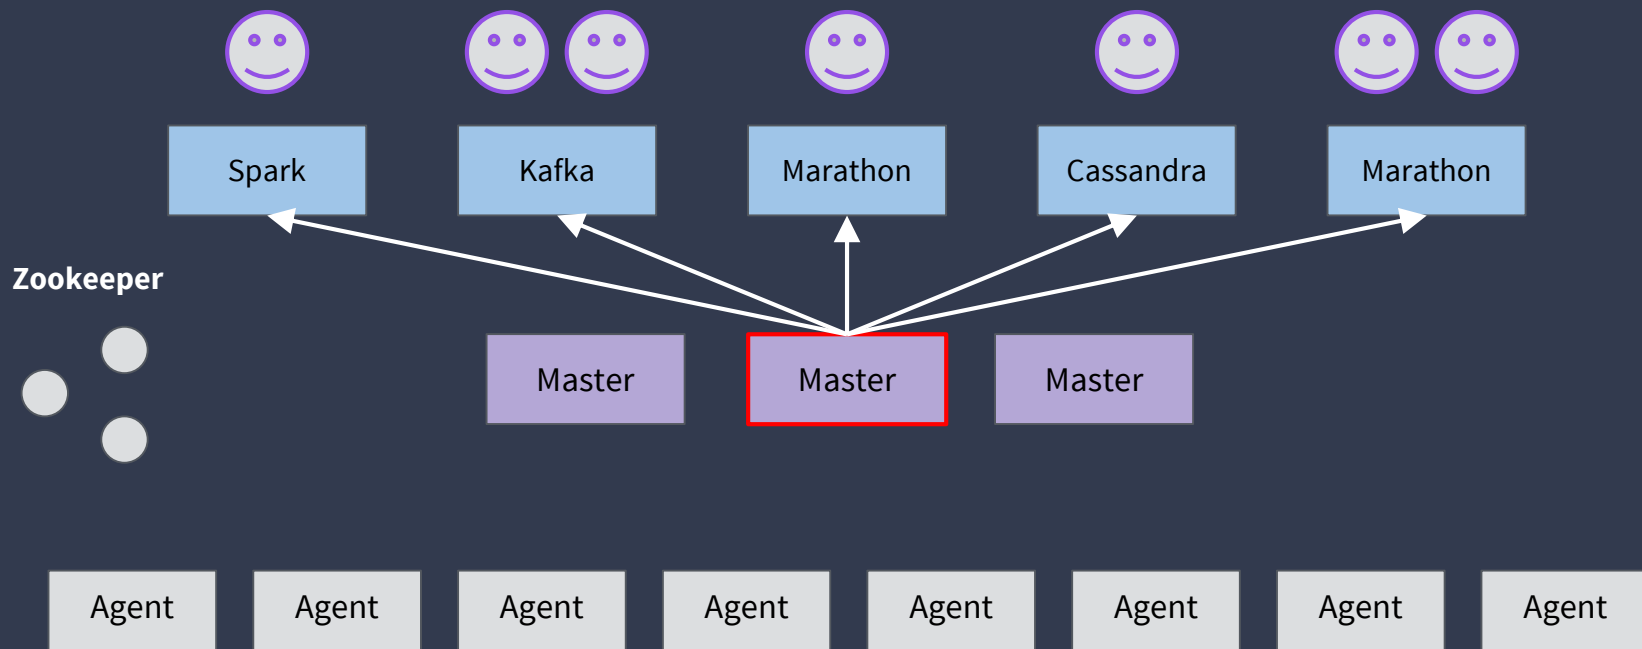 Spark
Kafka
Marathon
Cassandra
Marathon
Zookeeper
Master
Master
Master
Agent
Agent
Agent
Agent
Agent
Agent
Agent
Agent